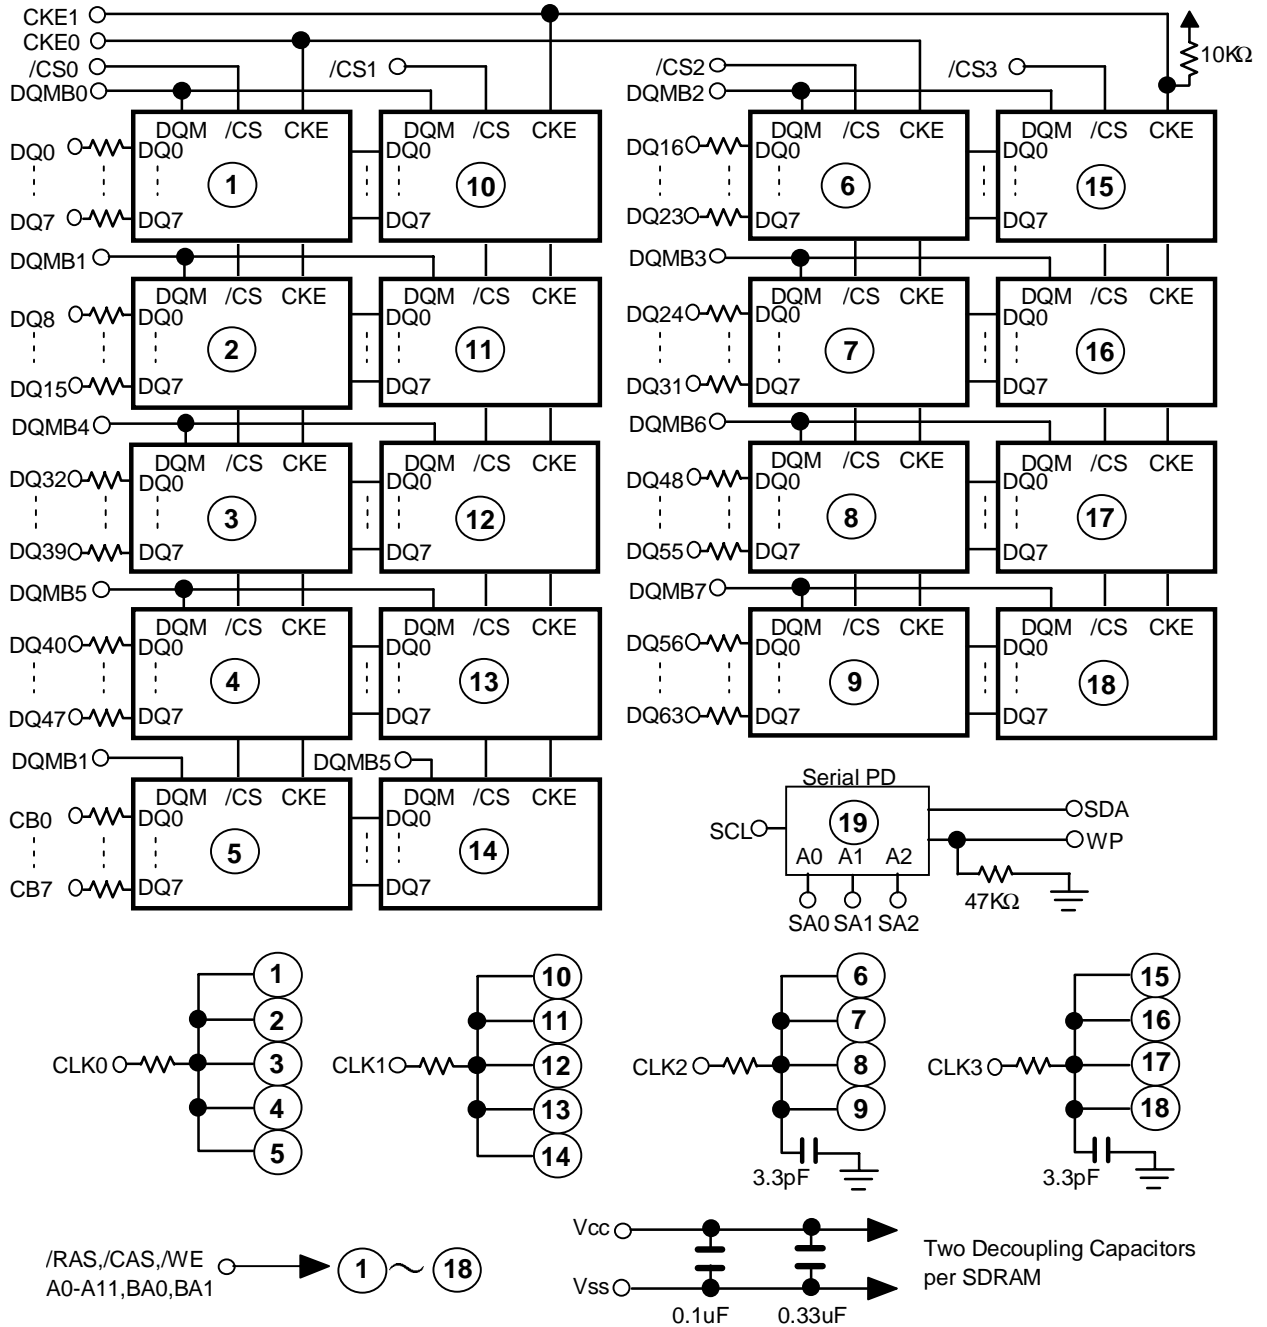 CKE1
CKE0
/CS0 /CS1 /CS2 /CS3 10KΩ
DQMB0 DQMB2
DQM /CS CKE DQM /CS CKE DQM /CS CKE DQM /CS CKE
DQ0 DQ0 DQ0 DQ16 DQ0 DQ0
1 10 6 15
DQ7 DQ7 DQ7 DQ23 DQ7 DQ7
DQMB1 DQMB3
DQM /CS CKE DQM /CS CKE DQM /CS CKE DQM /CS CKE
DQ8 DQ0 DQ0 DQ24 DQ0 DQ0
2 11 7 16
DQ15 DQ7 DQ7 DQ31 DQ7 DQ7
DQMB4 DQMB6
DQM /CS CKE DQM /CS CKE DQM /CS CKE DQM /CS CKE
DQ32 DQ0 DQ0 DQ48 DQ0 DQ0
3 12 8 17
DQ39 DQ7 DQ7 DQ55 DQ7 DQ7
DQMB5 DQMB7
DQM /CS CKE DQM /CS CKE DQM /CS CKE DQM /CS CKE
DQ40 DQ0 DQ0 DQ56 DQ0 DQ0
4 13 9 18
DQ47 DQ7 DQ7 DQ63 DQ7 DQ7
DQMB1 DQMB5
DQM /CS CKE DQM /CS CKE
CB0 DQ0 DQ0
5 14
CB7 DQ7 DQ7
Serial PD
SCL 19 SDA
WP
A0 A1 A2
47KΩ
SA0 SA1 SA2
1 10 6 15
2 11 7 16
CLK0 3 CLK1 12 CLK2 8 CLK3 17
4 13 9 18
5 14
3.3pF 3.3pF
/RAS,/CAS,/WE
A0-A11,BA0,BA1
1 ~ 18
Vcc
Vss
0.1uF 0.33uF
Two Decoupling Capacitors
per SDRAM